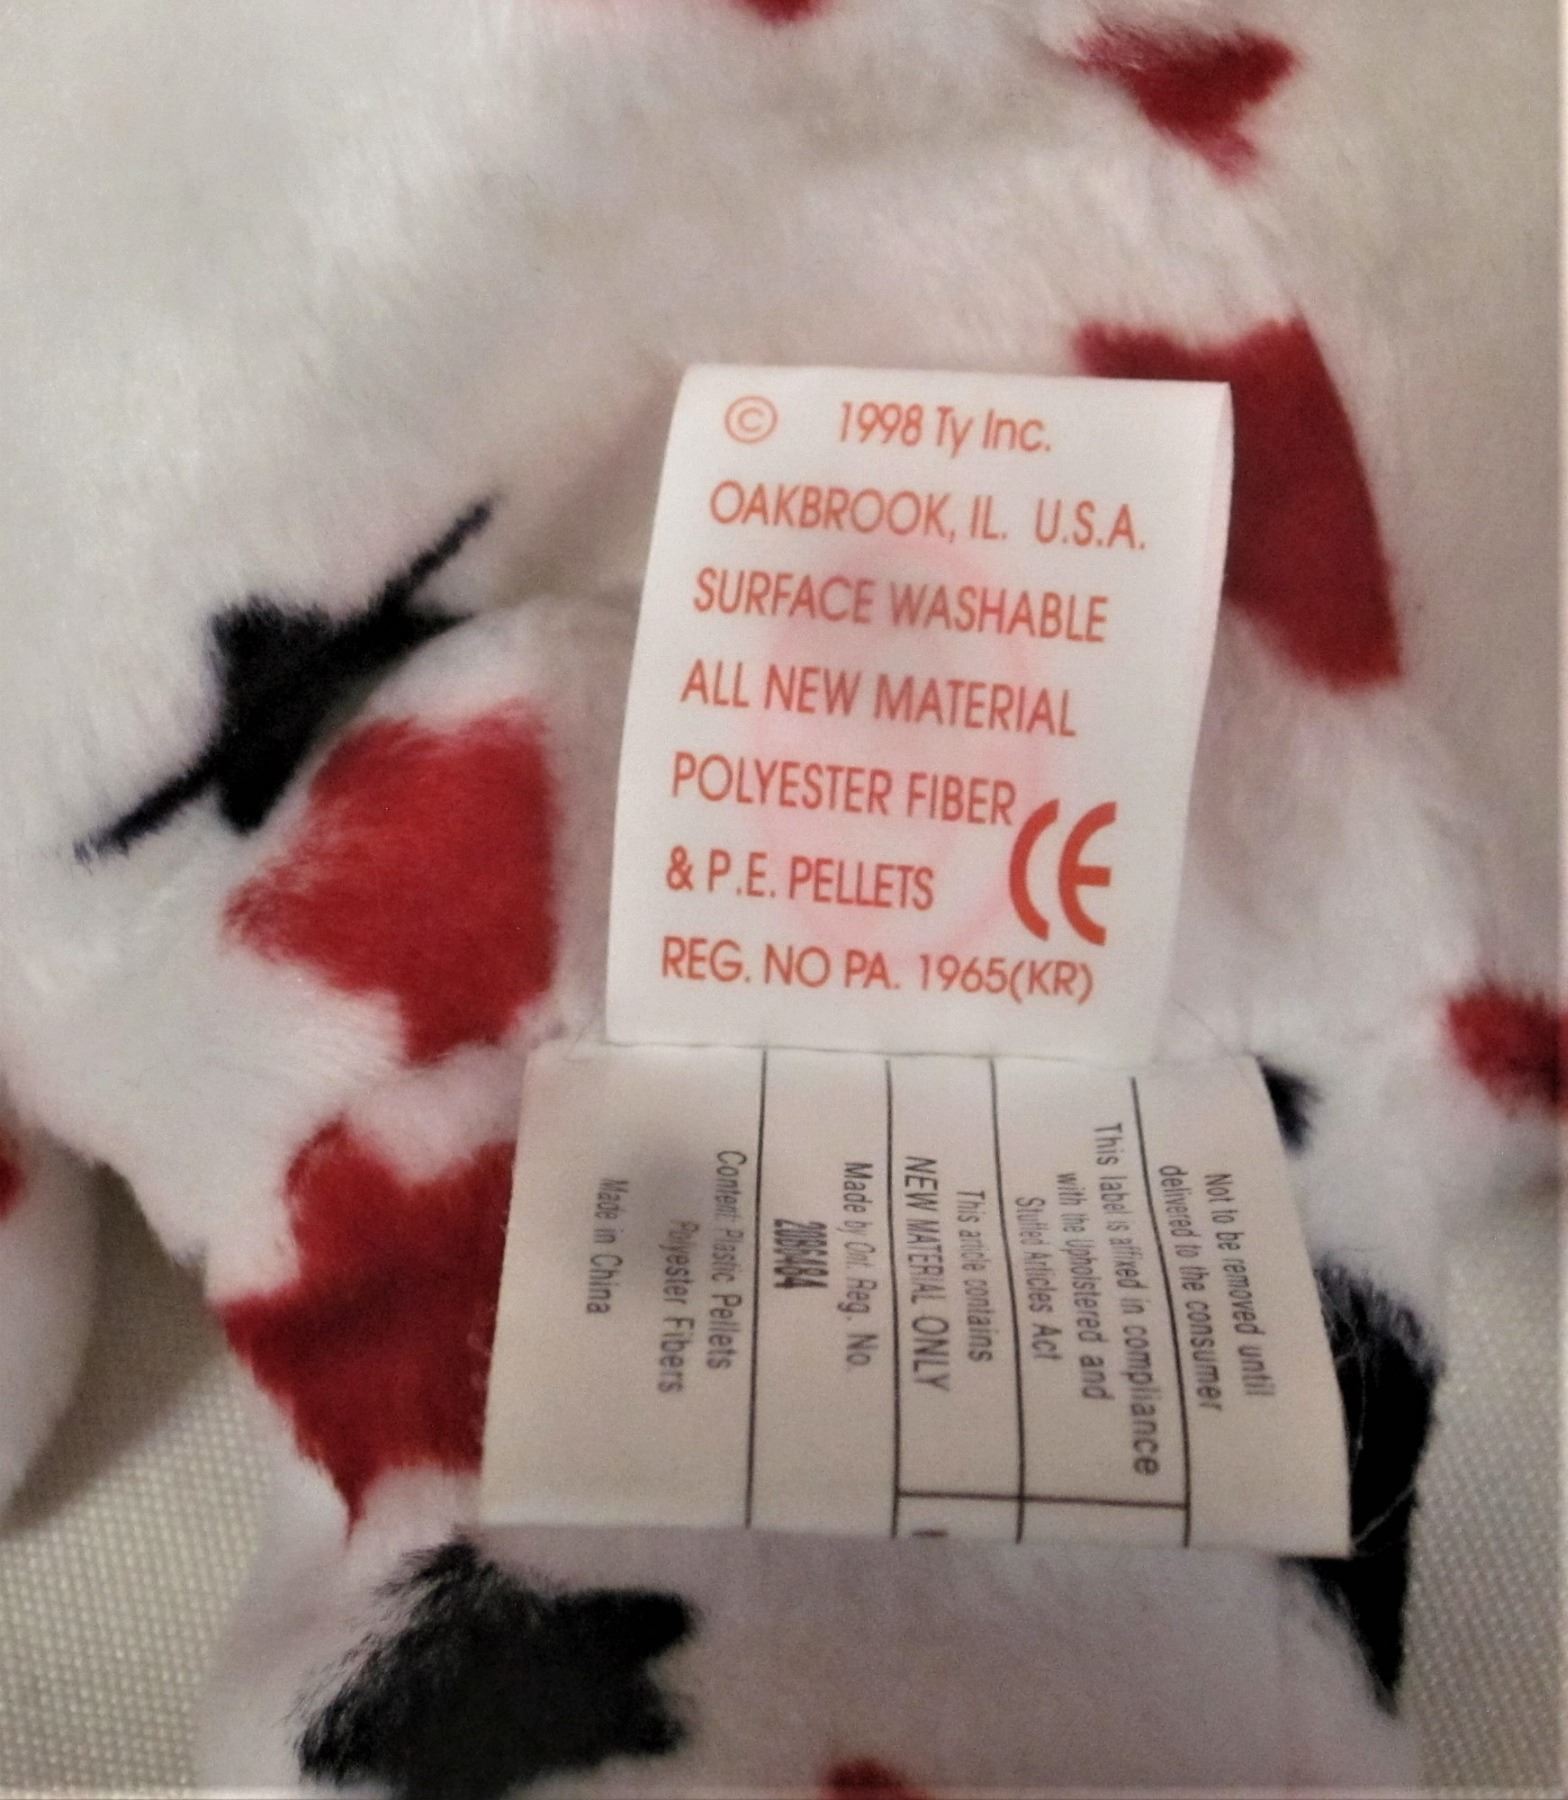 © 1998 Ty Inc.
OAKBROOK, IL. U.S.A.
SURFACE WASHABLE
ALL NEW MATERIAL
POLYESTER FIBER
& P.E. PELLETS
CE
REG. NO PA. 1965(KR)
Not to be removed until
delivered to the consumer
This label is affixed in compliance
with the Upholstered and
Stuffed Articles Act
This article contains
NEW MATERIAL ONLY
Made by Ont. Reg. No.
20B6484
Content: Plastic Pellets
Polyester Fibers
Made in China